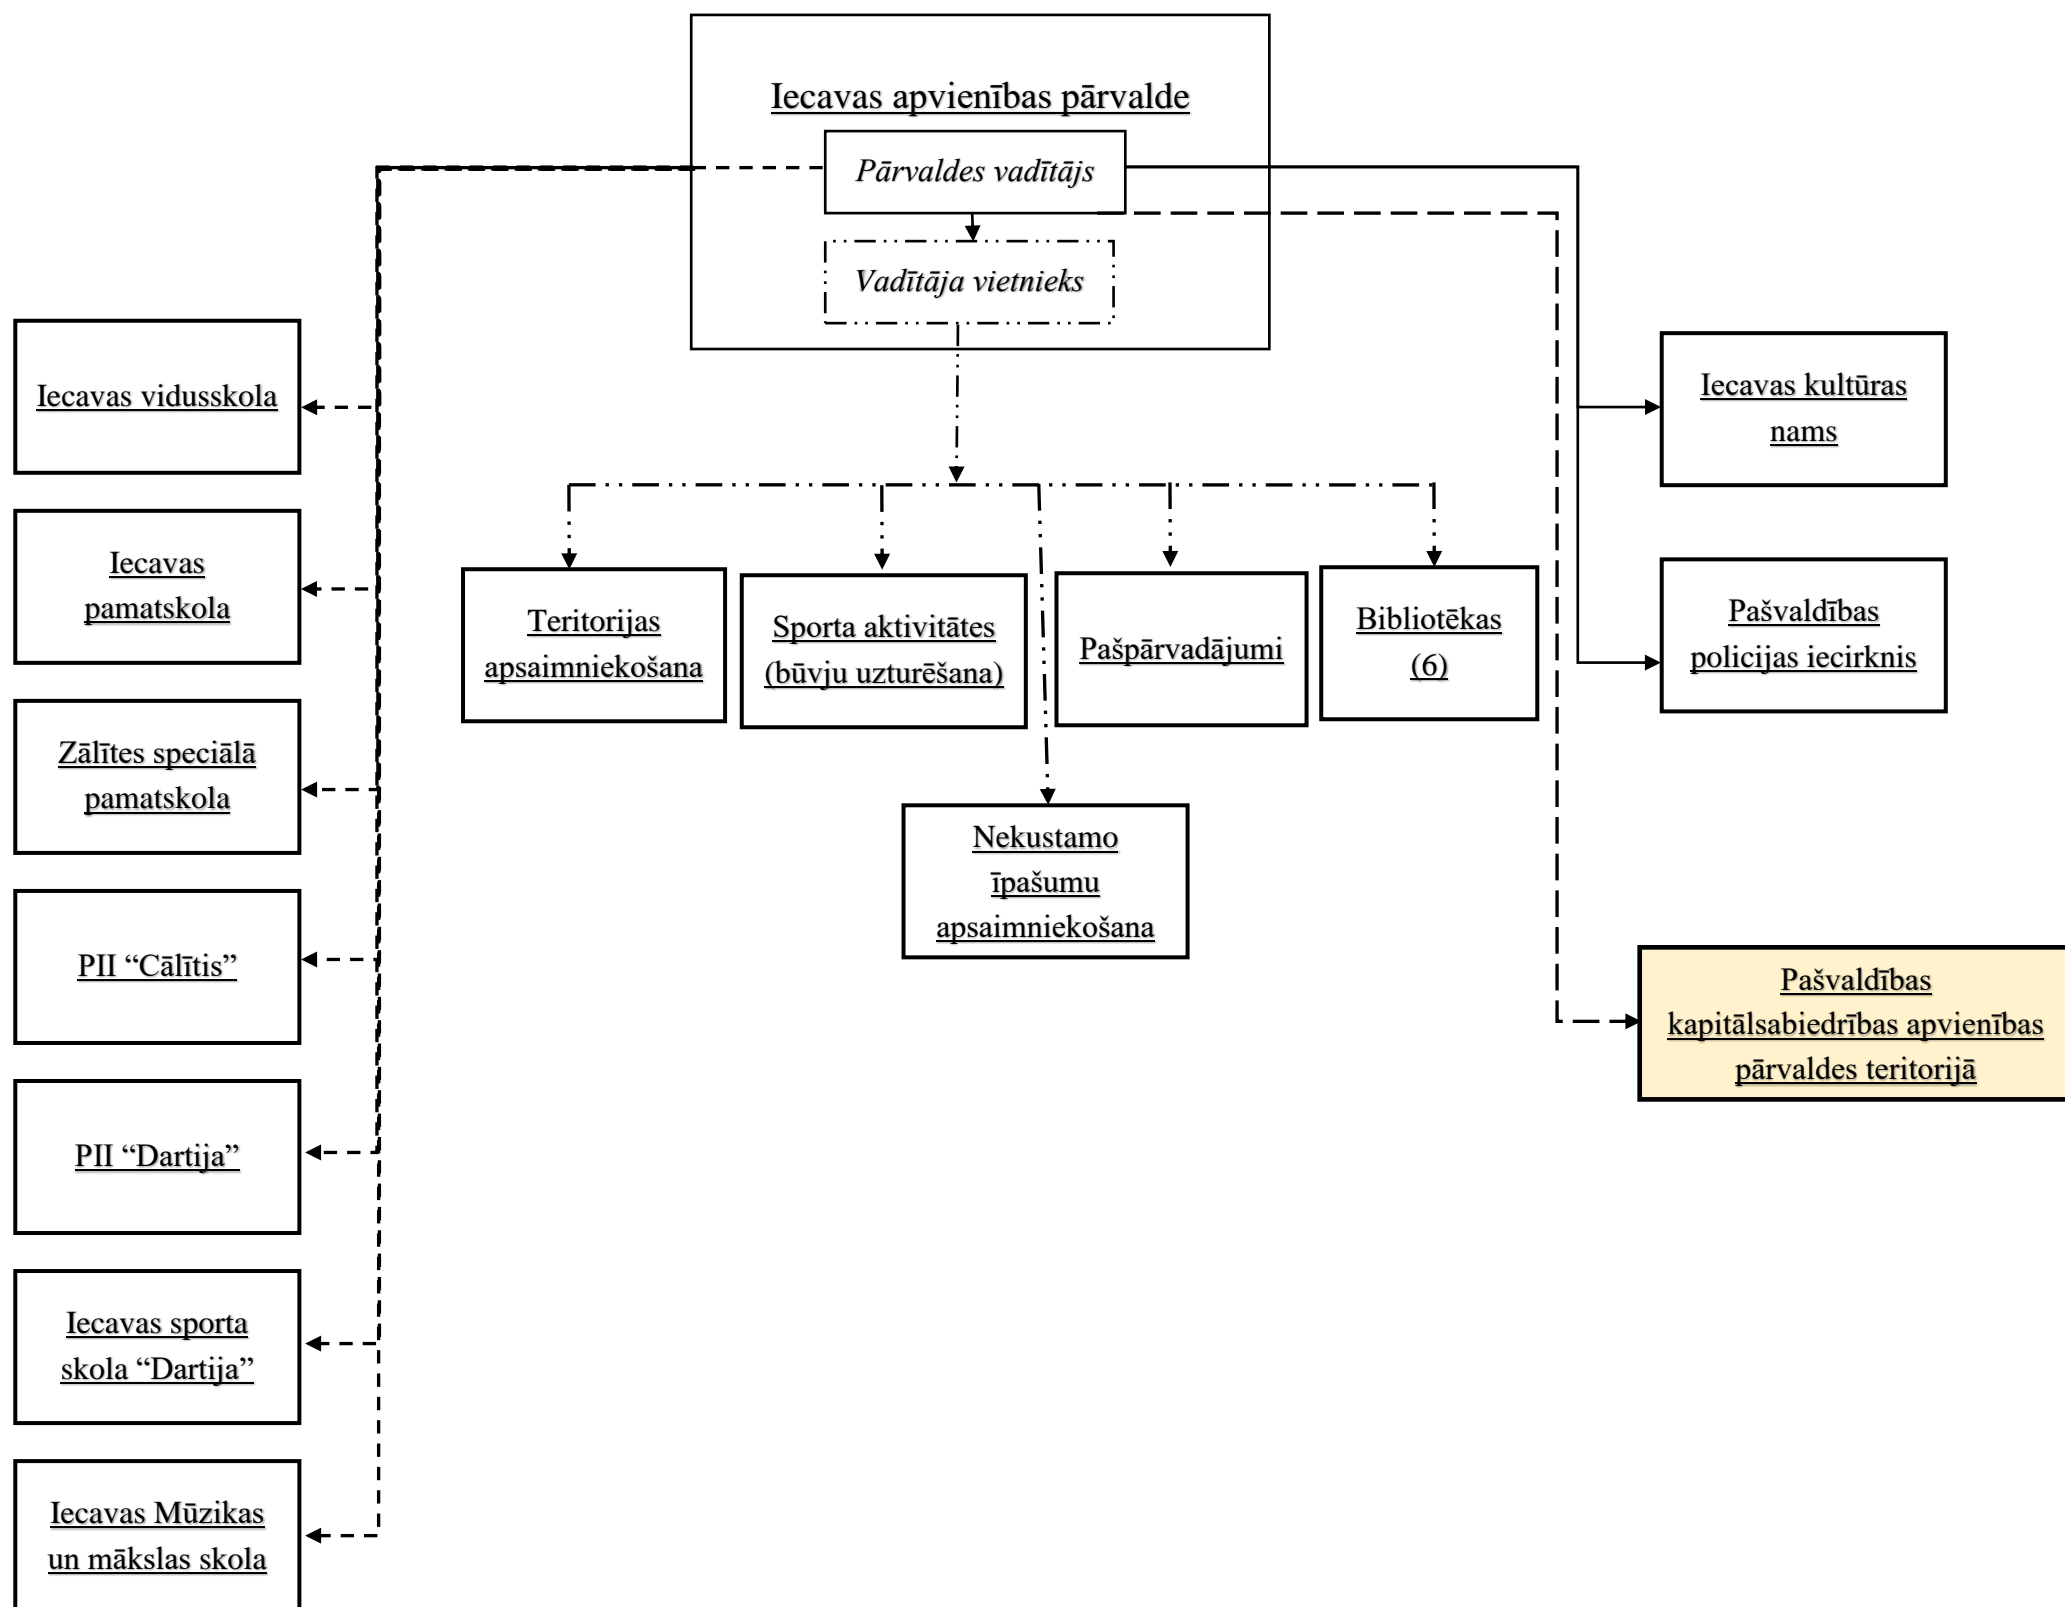 Iecavas apvienības pārvalde
Pārvaldes vadītājs
Vadītāja vietnieks
Iecavas vidusskola
Iecavas
pamatskola
Zālītes speciālā
pamatskola
PII “Cālītis”
PII “Dartija”
Iecavas sporta
skola “Dartija”
Iecavas Mūzikas
un mākslas skola
Teritorijas
apsaimniekošana
Sporta aktivitātes
(būvju uzturēšana)
Pašpārvadājumi
Bibliotēkas
(6)
Nekustamo
īpašumu
apsaimniekošana
Iecavas kultūras
nams
Pašvaldības
policijas iecirknis
Pašvaldības
kapitālsabiedrības apvienības
pārvaldes teritorijā